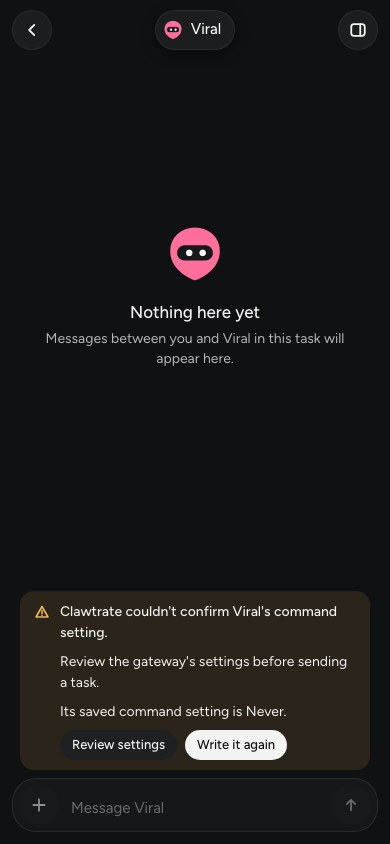 Viral
Nothing here yet
Messages between you and Viral in this task will
appear here.
Clawtrate couldn't confirm Viral's command
setting.
Review the gateway's settings before sending
a task.
Its saved command setting is Never.
Review settings
Write it again
Message Viral